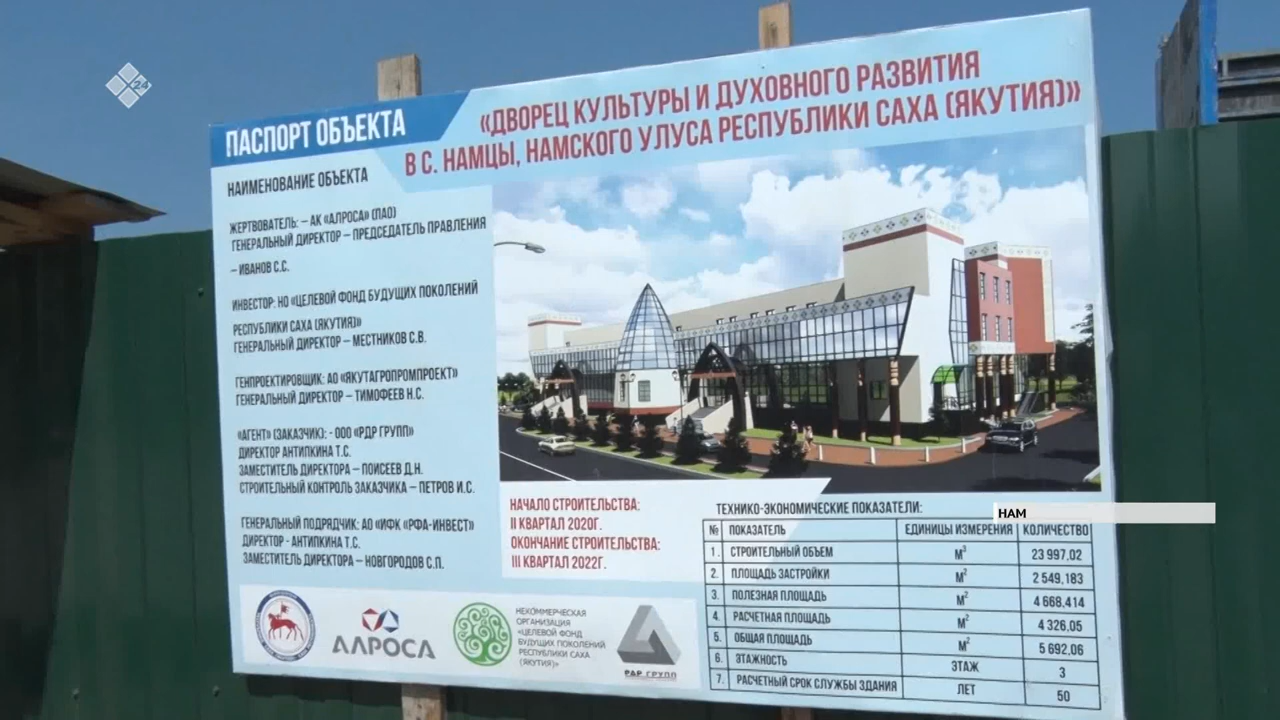 24
ПАСПОРТ ОБЪЕКТА
«ДВОРЕЦ КУЛЬТУРЫ И ДУХОВНОГО РАЗВИТИЯ
В С. НАМЦЫ, НАМСКОГО УЛУСА РЕСПУБЛИКИ САХА (ЯКУТИЯ)»
НАИМЕНОВАНИЕ ОБЪЕКТА
ЖЕРТВОВАТЕЛЬ: – АК «АЛРОСА» (ПАО)
ГЕНЕРАЛЬНЫЙ ДИРЕКТОР – ПРЕДСЕДАТЕЛЬ ПРАВЛЕНИЯ
– ИВАНОВ С.С.
ИНВЕСТОР: НО «ЦЕЛЕВОЙ ФОНД БУДУЩИХ ПОКОЛЕНИЙ
РЕСПУБЛИКИ САХА (ЯКУТИЯ)»
ГЕНЕРАЛЬНЫЙ ДИРЕКТОР – МЕСТНИКОВ С.В.
ГЕНПРОЕКТИРОВЩИК: АО «ЯКУТАГРОПРОМПРОЕКТ»
ГЕНЕРАЛЬНЫЙ ДИРЕКТОР – ТИМОФЕЕВ Н.С.
«АГЕНТ» (ЗАКАЗЧИК): - ООО «РДР ГРУПП»
ДИРЕКТОР АНТИПКИНА Т.С.
ЗАМЕСТИТЕЛЬ ДИРЕКТОРА – ПОИСЕЕВ Д.Н.
СТРОИТЕЛЬНЫЙ КОНТРОЛЬ ЗАКАЗЧИКА – ПЕТРОВ И.С.
ГЕНЕРАЛЬНЫЙ ПОДРЯДЧИК: АО «ИФК «РФА-ИНВЕСТ»
ДИРЕКТОР - АНТИПКИНА Т.С.
ЗАМЕСТИТЕЛЬ ДИРЕКТОРА – НОВГОРОДОВ С.П.
НАЧАЛО СТРОИТЕЛЬСТВА:
II КВАРТАЛ 2020Г.
ОКОНЧАНИЕ СТРОИТЕЛЬСТВА:
III КВАРТАЛ 2022Г.
ТЕХНИКО-ЭКОНОМИЧЕСКИЕ ПОКАЗАТЕЛИ:
№ ПОКАЗАТЕЛЬ ЕДИНИЦЫ ИЗМЕРЕНИЯ КОЛИЧЕСТВО
1. СТРОИТЕЛЬНЫЙ ОБЪЕМ М³ 23 997,02
2. ПЛОЩАДЬ ЗАСТРОЙКИ М² 2 549,183
3. ПОЛЕЗНАЯ ПЛОЩАДЬ М² 4 668,414
4. РАСЧЕТНАЯ ПЛОЩАДЬ М² 4 326,05
5. ОБЩАЯ ПЛОЩАДЬ М² 5 692,06
6. ЭТАЖНОСТЬ ЭТАЖ 3
7. РАСЧЕТНЫЙ СРОК СЛУЖБЫ ЗДАНИЯ ЛЕТ 50
НАМ
АЛРОСА
НЕКОММЕРЧЕСКАЯ
ОРГАНИЗАЦИЯ
«ЦЕЛЕВОЙ ФОНД
БУДУЩИХ ПОКОЛЕНИЙ
РЕСПУБЛИКИ САХА
(ЯКУТИЯ)»
ГРУПП